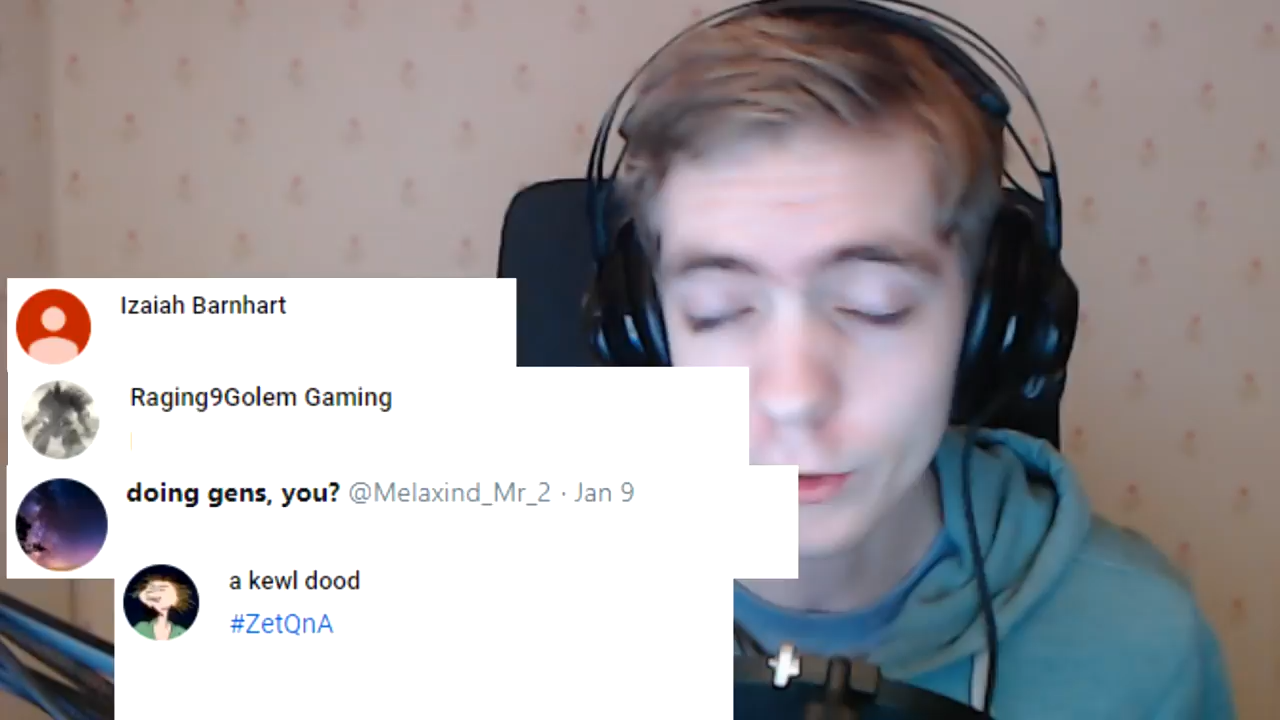 Izaiah Barnhart
Raging9Golem Gaming
doing gens, you? @Melaxind_Mr_2 · Jan 9
a kewl dood
#ZetQnA